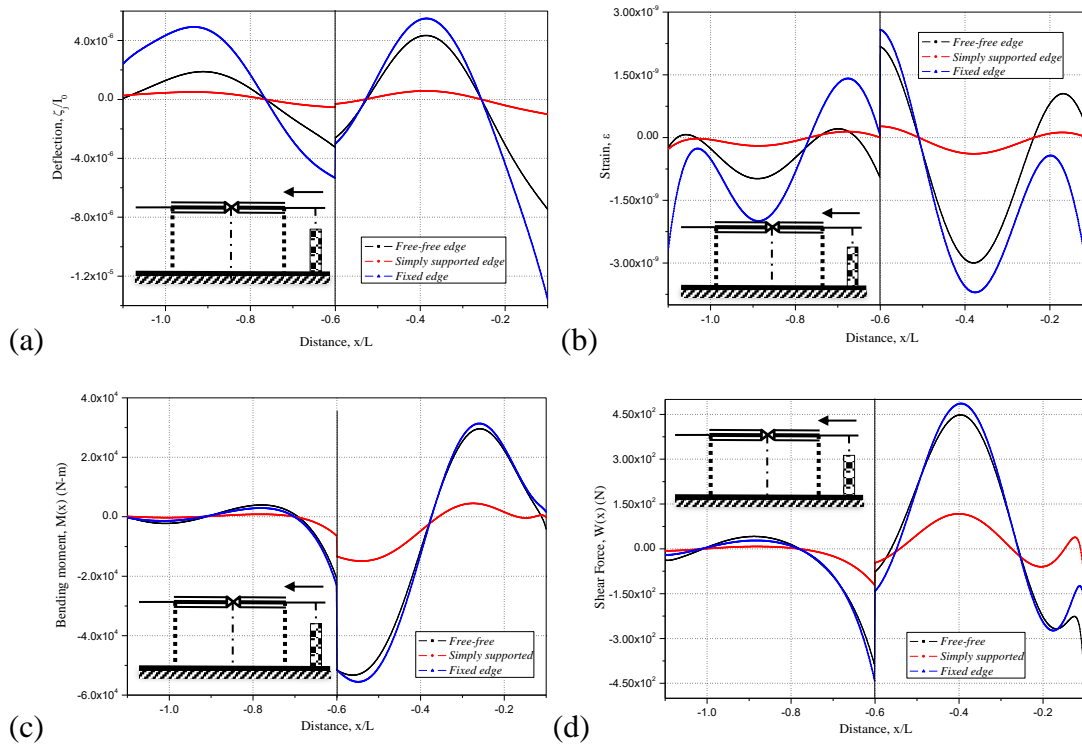 4.0x10⁻⁶
0.0
-4.0x10⁻⁶
-8.0x10⁻⁶
-1.2x10⁻⁵
Deflection, ζⱼ/I₀
Free-free edge
Simply supported edge
Fixed edge
-1.0 -0.8 -0.6 -0.4 -0.2
Distance, x/L
(a)
3.00x10⁻⁹
1.50x10⁻⁹
0.00
-1.50x10⁻⁹
-3.00x10⁻⁹
Strain, ε
Free-free edge
Simply supported edge
Fixed edge
-1.0 -0.8 -0.6 -0.4 -0.2
Distance, x/L
(b)
4.0x10⁴
2.0x10⁴
0.0
-2.0x10⁴
-4.0x10⁴
-6.0x10⁴
Bending moment, M(x) (N-m)
Free-free
Simply supported
Fixed edge
-1.0 -0.8 -0.6 -0.4 -0.2
Distance, x/L
(c)
4.50x10²
3.00x10²
1.50x10²
0.00
-1.50x10²
-3.00x10²
-4.50x10²
Shear Force, W(x) (N)
Free-free
Simply supported
Fixed edge
-1.0 -0.8 -0.6 -0.4 -0.2
Distance, x/L
(d)